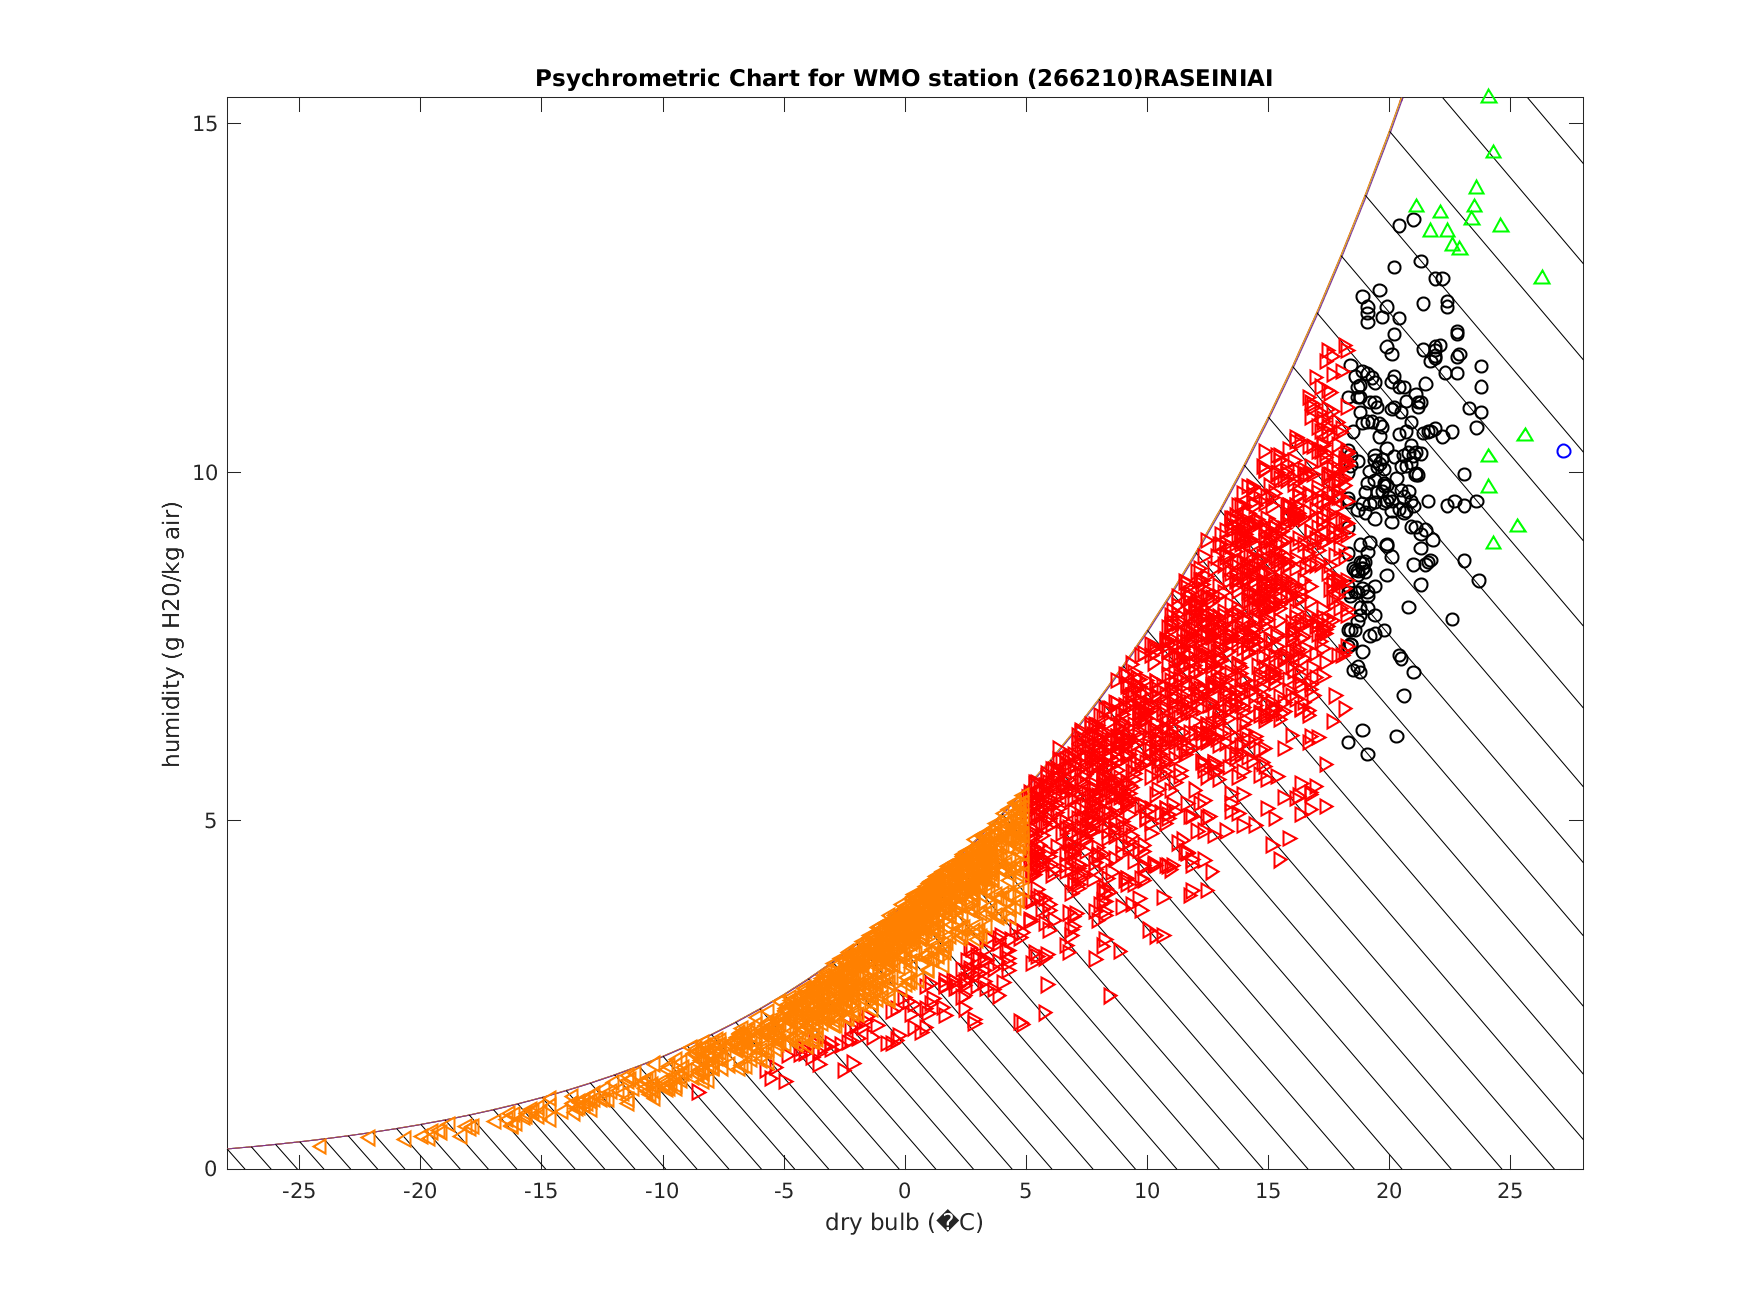 Psychrometric Chart for WMO station (266210)RASEINIAI
15
10
5
0
humidity (g H20/kg air)
-25 -20 -15 -10 -5 0 5 10 15 20 25
dry bulb (�C)